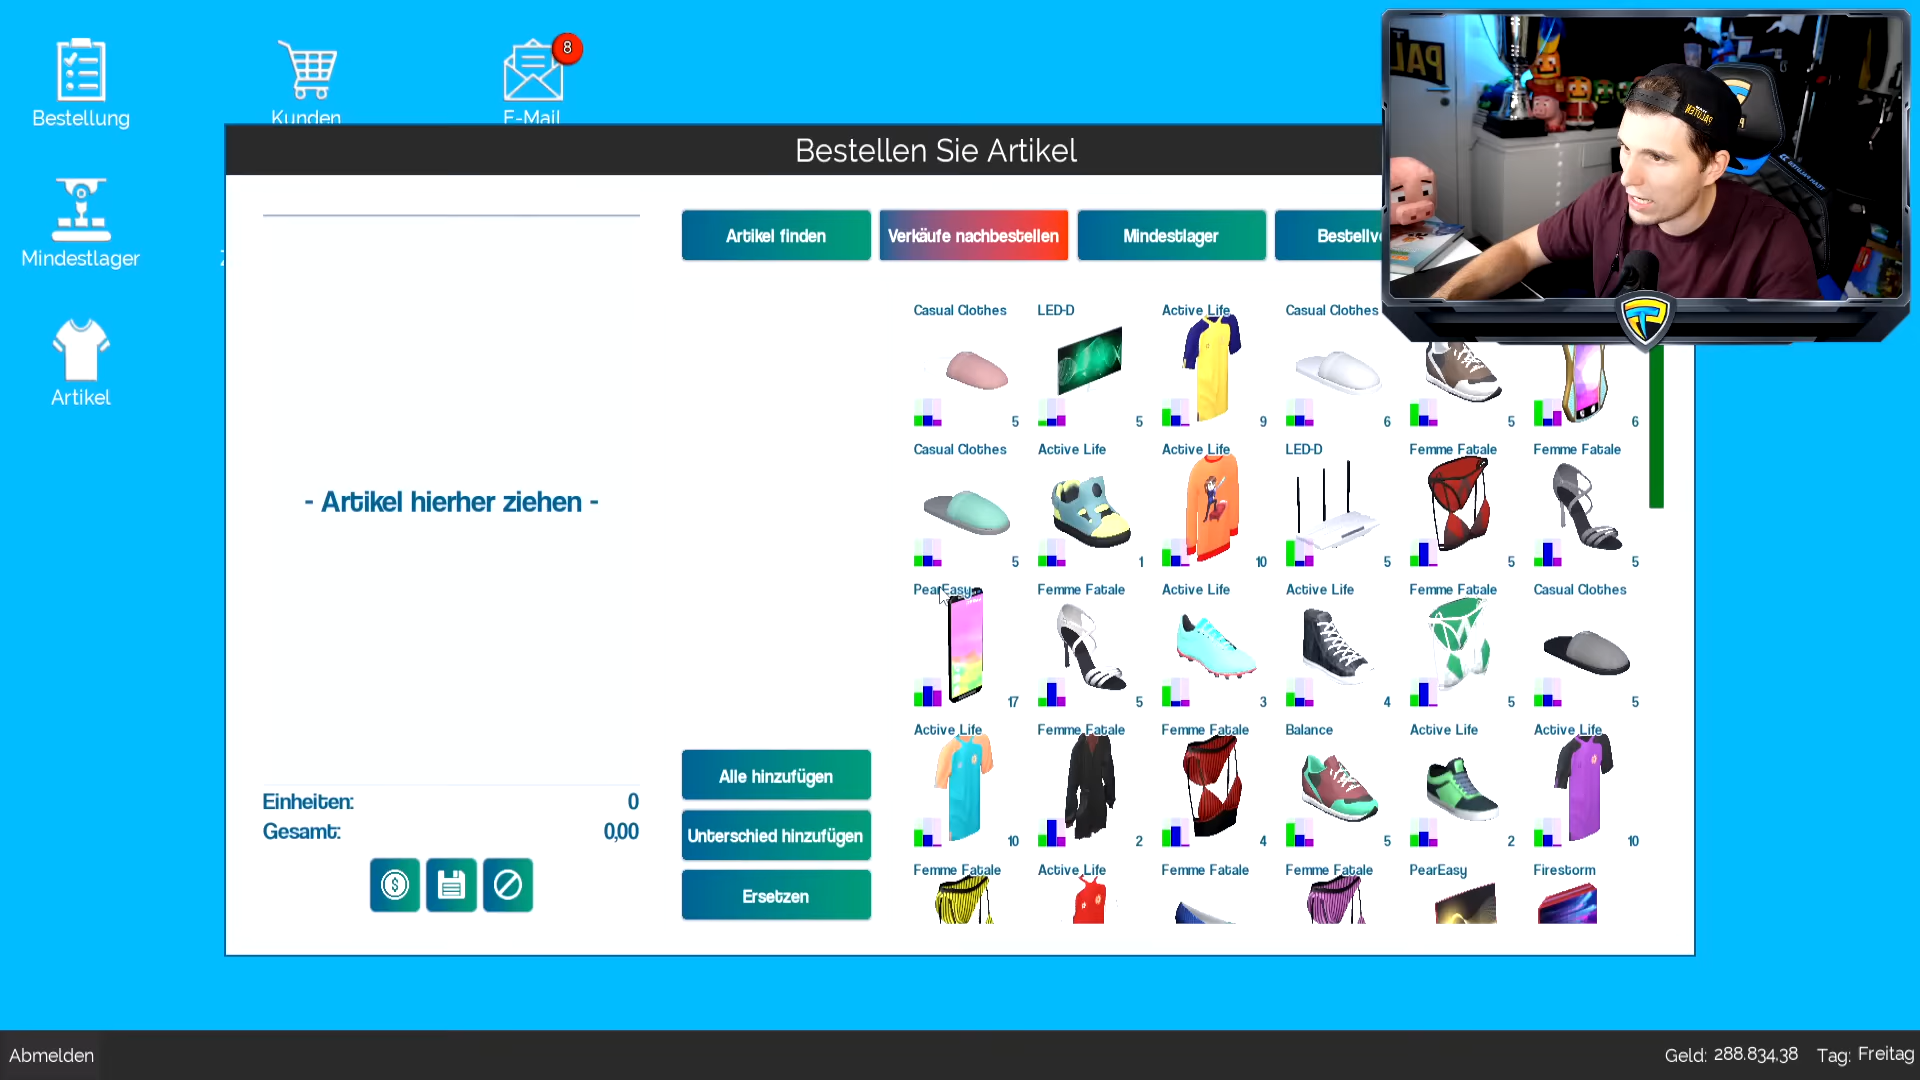 Bestellung
Kunden
E-Mail
8
Mindestlager
Artikel
Bestellen Sie Artikel
Artikel finden
Verkäufe nachbestellen
Mindestlager
- Artikel hierher ziehen -
Casual Clothes
LED-D
Active Life
Casual Clothes
5
5
9
6
5
6
Casual Clothes
Active Life
Active Life
LED-D
Femme Fatale
Femme Fatale
5
1
10
5
5
5
PearEasy
Femme Fatale
Active Life
Active Life
Femme Fatale
Casual Clothes
17
5
3
4
5
5
Active Life
Femme Fatale
Femme Fatale
Balance
Active Life
Active Life
10
2
4
5
2
10
Femme Fatale
Active Life
Femme Fatale
Femme Fatale
PearEasy
Firestorm
Alle hinzufügen
Unterschied hinzufügen
Ersetzen
Einheiten: 0
Gesamt: 0,00
Abmelden
Geld: 288.834,38
Tag: Freitag